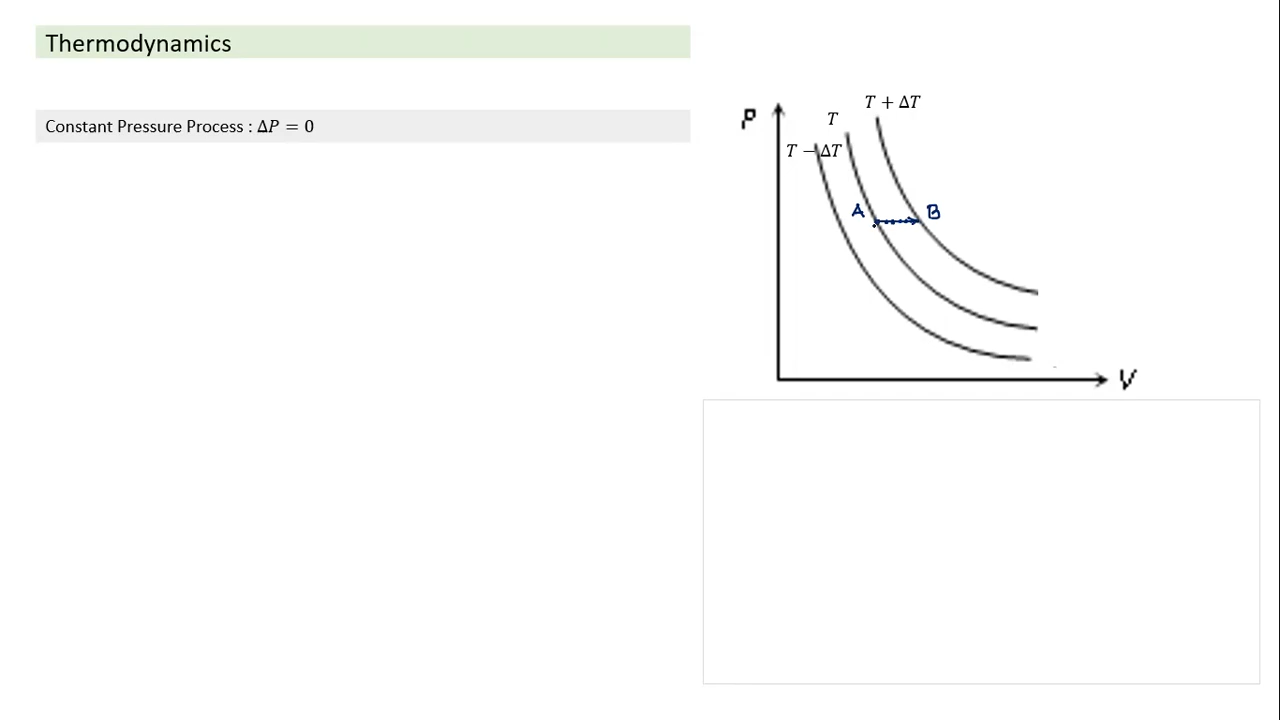 Thermodynamics
Constant Pressure Process : ΔP = 0
P
T + ΔT
T
T − ΔT
A
B
V